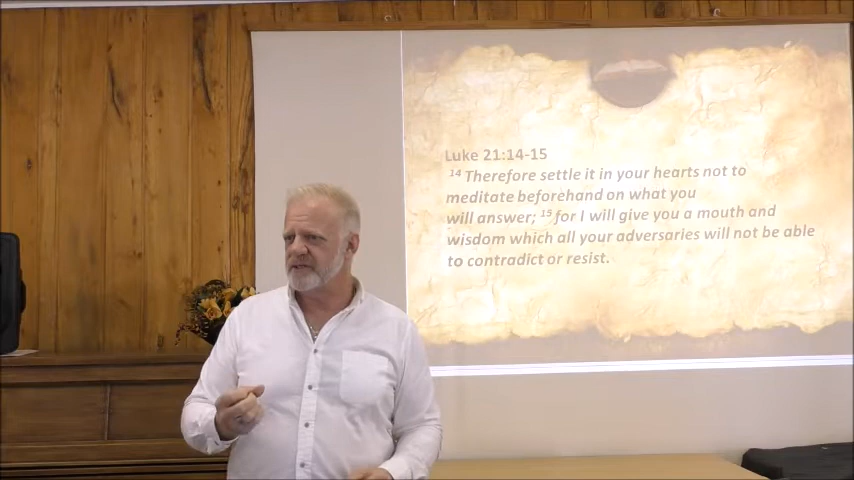 Luke 21:14-15
14 Therefore settle it in your hearts not to
meditate beforehand on what you
will answer; 15 for I will give you a mouth and
wisdom which all your adversaries will not be able
to contradict or resist.